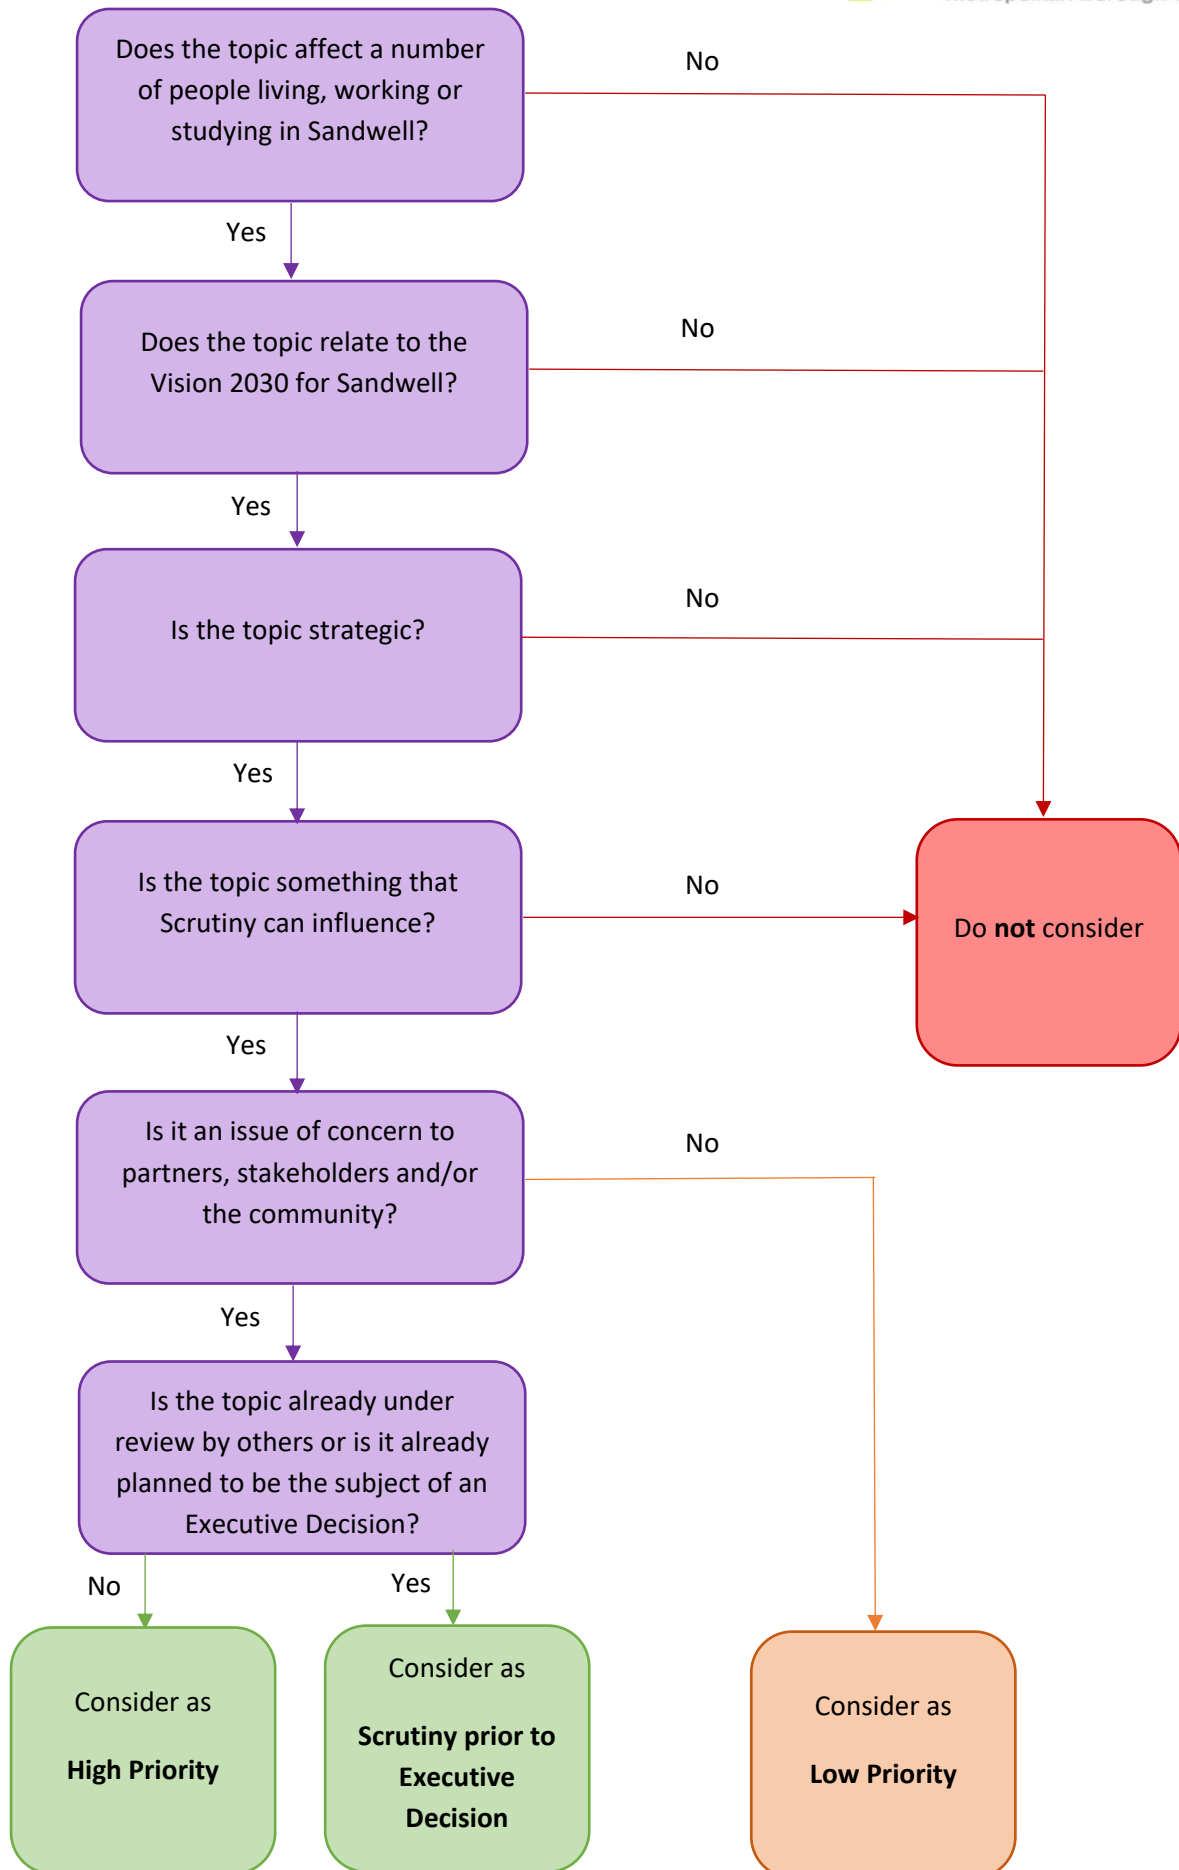 Does the topic affect a number
of people living, working or
studying in Sandwell?
No
Yes
Does the topic relate to the
Vision 2030 for Sandwell?
No
Yes
Is the topic strategic?
No
Yes
Is the topic something that
Scrutiny can influence?
No
Do not consider
Yes
Is it an issue of concern to
partners, stakeholders and/or
the community?
No
Yes
Is the topic already under
review by others or is it already
planned to be the subject of an
Executive Decision?
No
Yes
Consider as
High Priority
Consider as
Scrutiny prior to
Executive
Decision
Consider as
Low Priority